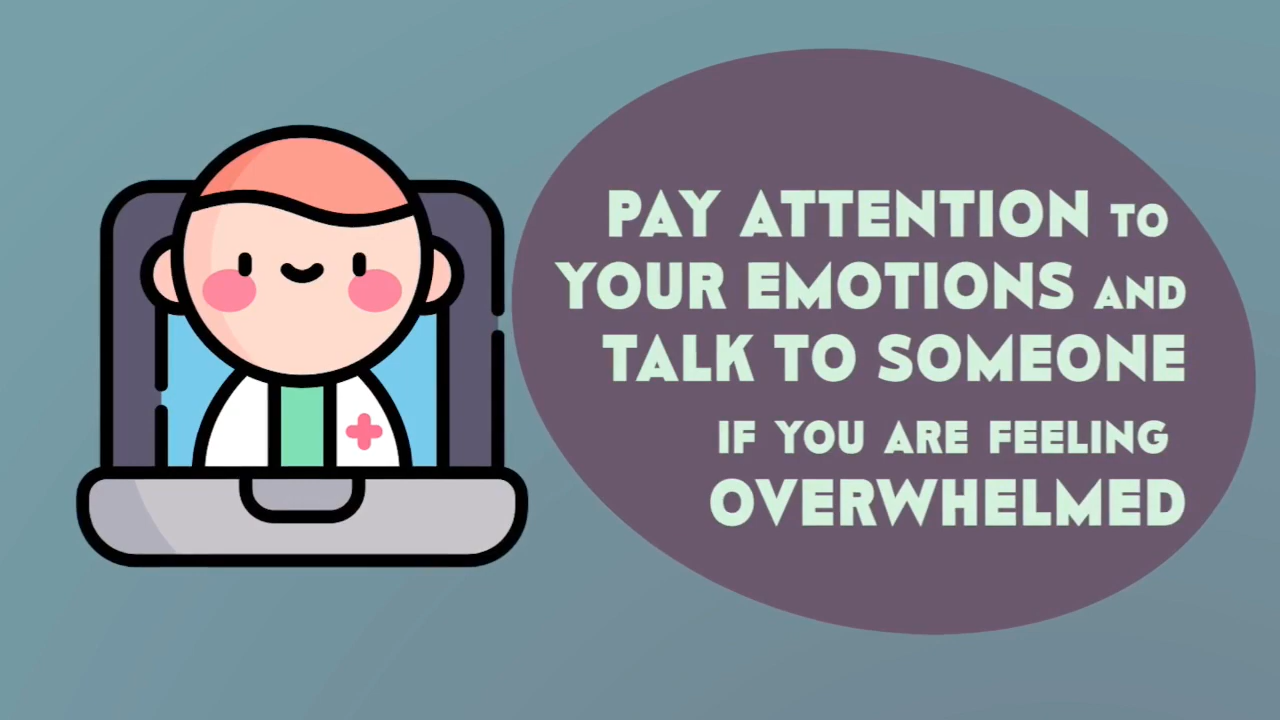 PAY ATTENTION TO
YOUR EMOTIONS AND
TALK TO SOMEONE
IF YOU ARE FEELING
OVERWHELMED